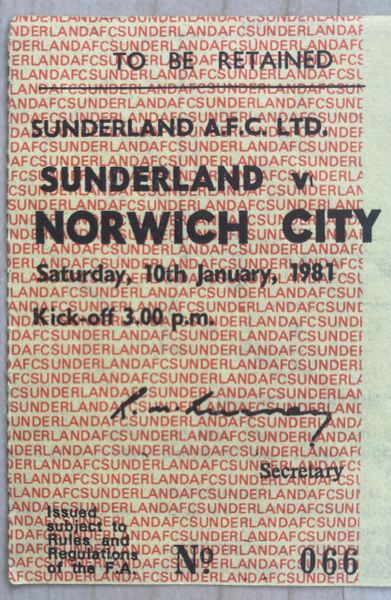 TO BE RETAINED
SUNDERLAND A.F.C. LTD.
SUNDERLAND v.
NORWICH CITY
Saturday, 10th January, 1981
Kick-off 3.00 p.m.
Secretary
Issued
subject to
Rules and
Regulations
of the F.A.
Nº 066